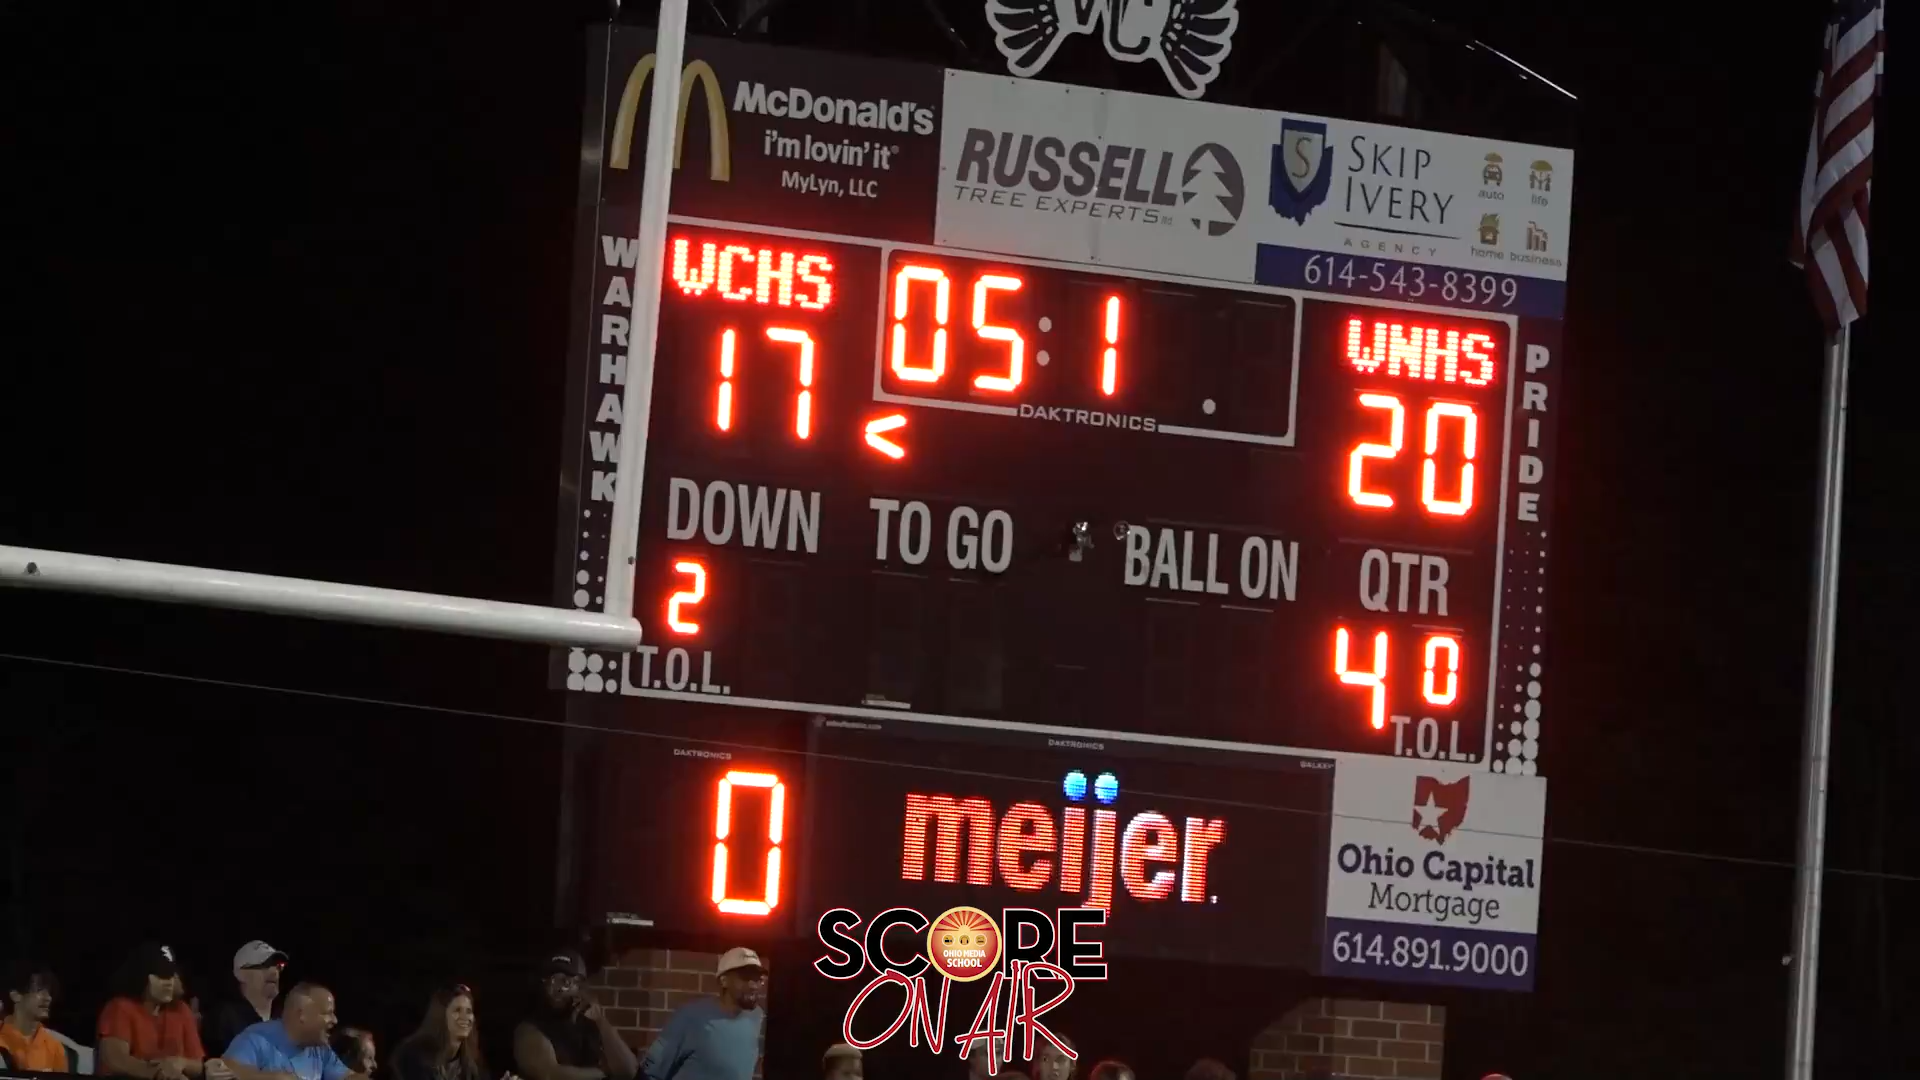 WC
McDonald's
i'm lovin' it®
MyLyn, LLC
RUSSELL
TREE EXPERTS
S
SKIP
IVERY
AGENCY
auto
life
home
business
614-543-8399
WARHAWK
PRIDE
WCHS
05:1
WNHS
17
20
<
DAKTRONICS
DOWN
TO GO
BALL ON
QTR
2
4
0
T.O.L.
T.O.L.
DAKTRONICS
DAKTRONICS
GALAXY
0
meijer
Ohio Capital
Mortgage
614.891.9000
SCORE
OHIO MEDIA
SCHOOL
ON AIR